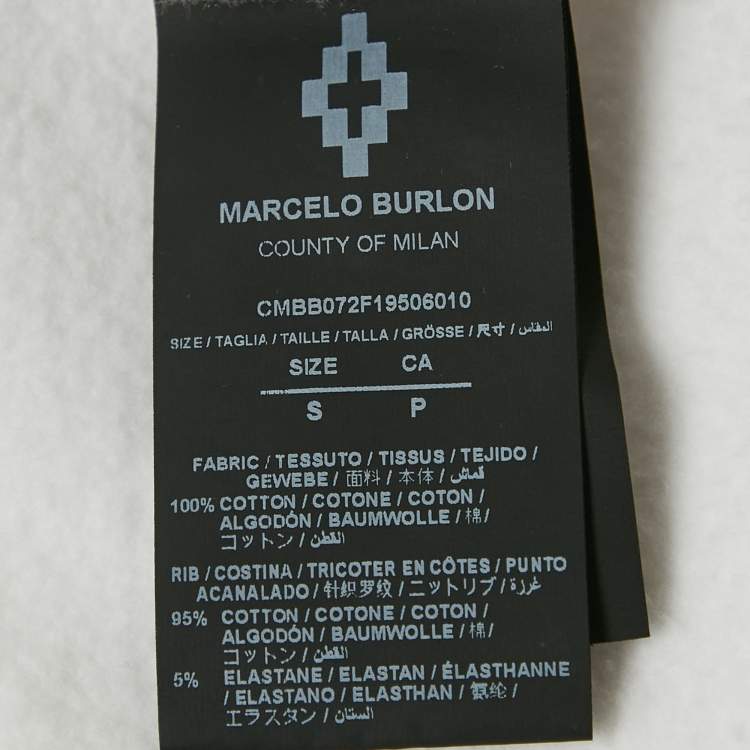 MARCELO BURLON
COUNTY OF MILAN
CMBB072F19506010
SIZE / TAGLIA / TAILLE / TALLA / GRÖSSE / 尺寸 / المقاس
SIZE CA
S P
FABRIC / TESSUTO / TISSUS / TEJIDO /
GEWEBE / 面料 / 本体 / قماش
100% COTTON / COTONE / COTON /
ALGODÓN / BAUMWOLLE / 棉 /
コットン / القطن
RIB / COSTINA / TRICOTER EN CÔTES / PUNTO
ACANALADO / 针织罗纹 / ニットリブ / غرزة
95% COTTON / COTONE / COTON /
ALGODÓN / BAUMWOLLE / 棉 /
コットン / القطن
5% ELASTANE / ELASTAN / ÉLASTHANNE
/ ELASTANO / ELASTHAN / 氨纶 /
エラスタン / الستان